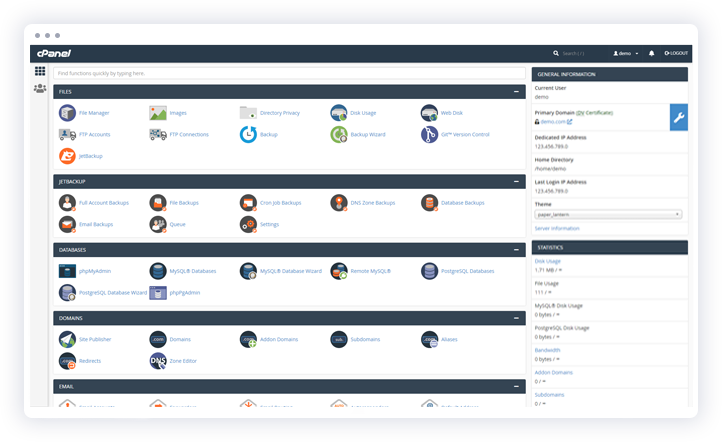 cPanel
Search ( / )
demo
LOGOUT
Find functions quickly by typing here.
FILES
File Manager
Images
Directory Privacy
Disk Usage
Web Disk
FTP Accounts
FTP Connections
Backup
Backup Wizard
Git™ Version Control
JetBackup
JETBACKUP
Full Account Backups
File Backups
Cron Job Backups
DNS Zone Backups
Database Backups
Email Backups
Queue
Settings
DATABASES
phpMyAdmin
MySQL® Databases
MySQL® Database Wizard
Remote MySQL®
PostgreSQL Databases
PostgreSQL Database Wizard
phpPgAdmin
DOMAINS
Site Publisher
Domains
Addon Domains
Subdomains
Aliases
Redirects
Zone Editor
EMAIL
GENERAL INFORMATION
Current User
demo
Primary Domain (DV Certificate)
demo.com
Dedicated IP Address
123.456.789.0
Home Directory
/home/demo
Last Login IP Address
123.456.789.0
Theme
paper_lantern
Server Information
STATISTICS
Disk Usage
1.71 MB / ∞
File Usage
111 / ∞
MySQL® Disk Usage
0 bytes / ∞
PostgreSQL Disk Usage
0 bytes / ∞
Bandwidth
0 bytes / ∞
Addon Domains
0 / ∞
Subdomains
0 / ∞